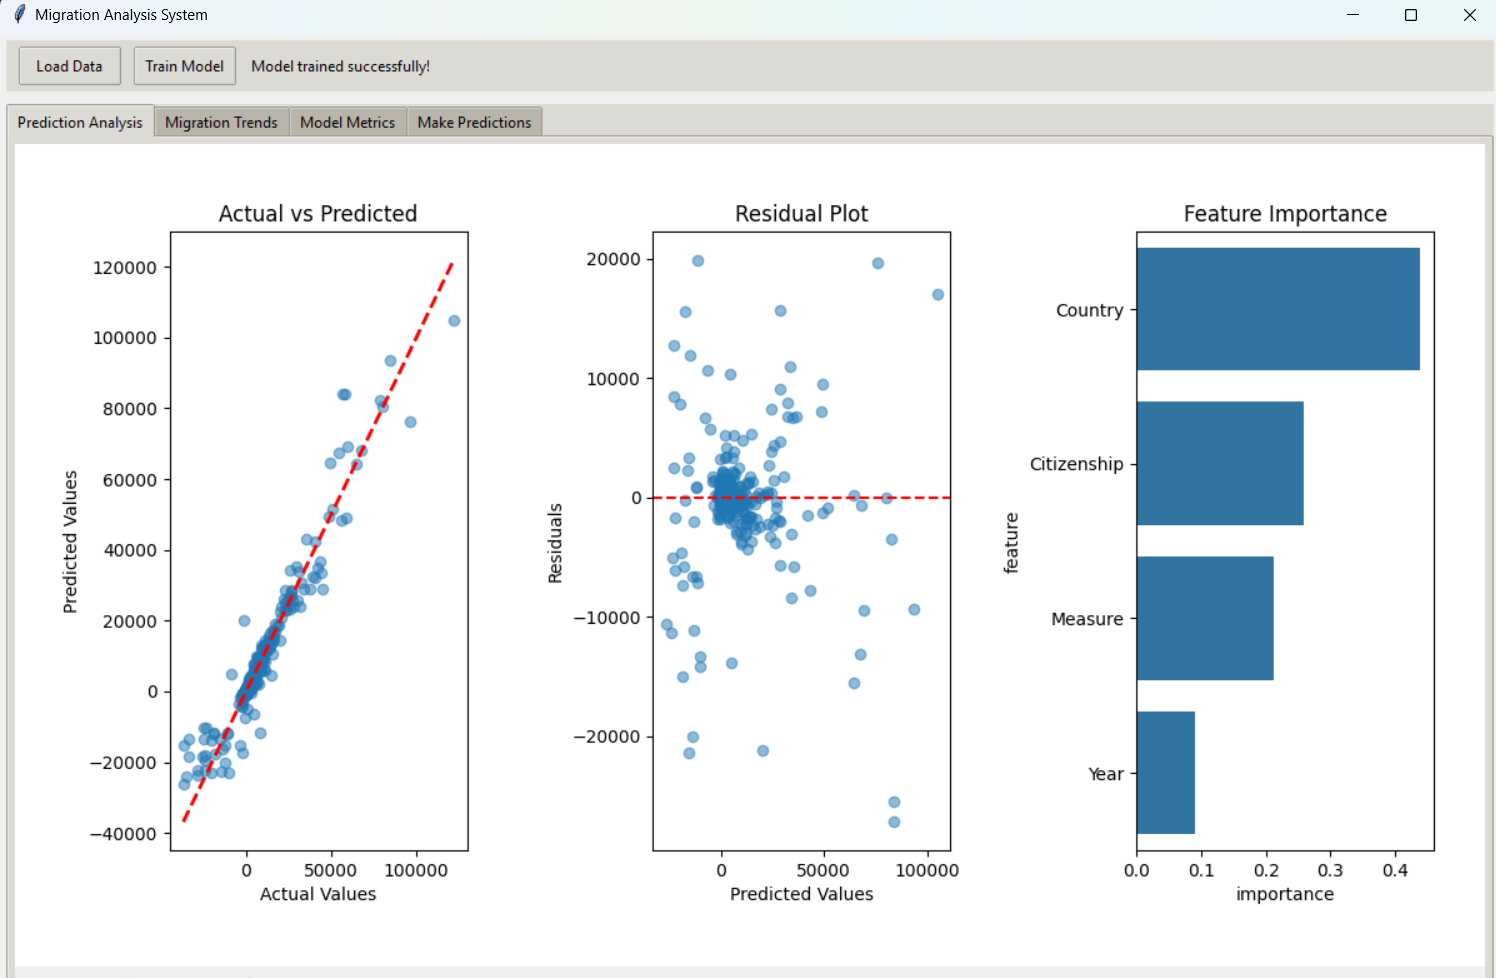 Migration Analysis System
Load Data
Train Model
Model trained successfully!
Prediction Analysis
Migration Trends
Model Metrics
Make Predictions
Actual vs Predicted
120000
100000
80000
60000
40000
20000
0
−20000
−40000
Predicted Values
0
50000
100000
Actual Values
Residual Plot
20000
10000
0
−10000
−20000
Residuals
0
50000
100000
Predicted Values
Feature Importance
Country
Citizenship
Measure
Year
feature
0.0
0.1
0.2
0.3
0.4
importance